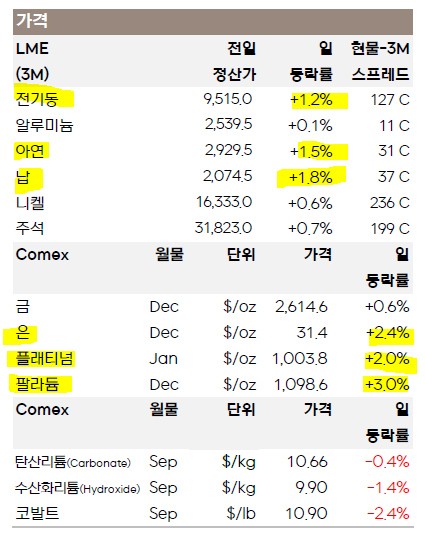 가격
LME 전일 일 현물-3M
(3M) 정산가 등락률 스프레드
전기동 9,515.0 +1.2% 127 C
알루미늄 2,539.5 +0.1% 11 C
아연 2,929.5 +1.5% 31 C
납 2,074.5 +1.8% 37 C
니켈 16,333.0 +0.6% 236 C
주석 31,823.0 +0.7% 199 C
Comex 월물 단위 가격 일
등락률
금 Dec $/oz 2,614.6 +0.6%
은 Dec $/oz 31.4 +2.4%
플래티넘 Jan $/oz 1,003.8 +2.0%
팔라듐 Dec $/oz 1,098.6 +3.0%
Comex 월물 단위 가격 일
등락률
탄산리튬(Carbonate) Sep $/kg 10.66 -0.4%
수산화리튬(Hydroxide) Sep $/kg 9.90 -1.4%
코발트 Sep $/lb 10.90 -2.4%